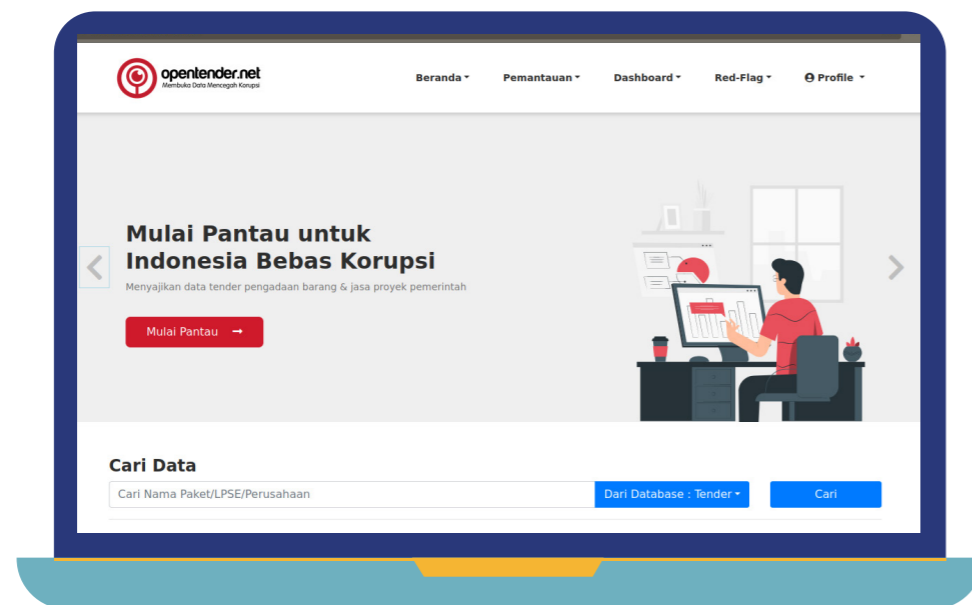 opentender.net
Membuka Data Mencegah Korupsi
Beranda
Pemantauan
Dashboard
Red-Flag
Profile
Mulai Pantau untuk
Indonesia Bebas Korupsi
Menyajikan data tender pengadaan barang & jasa proyek pemerintah
Mulai Pantau →
Cari Data
Cari Nama Paket/LPSE/Perusahaan
Dari Database : Tender
Cari